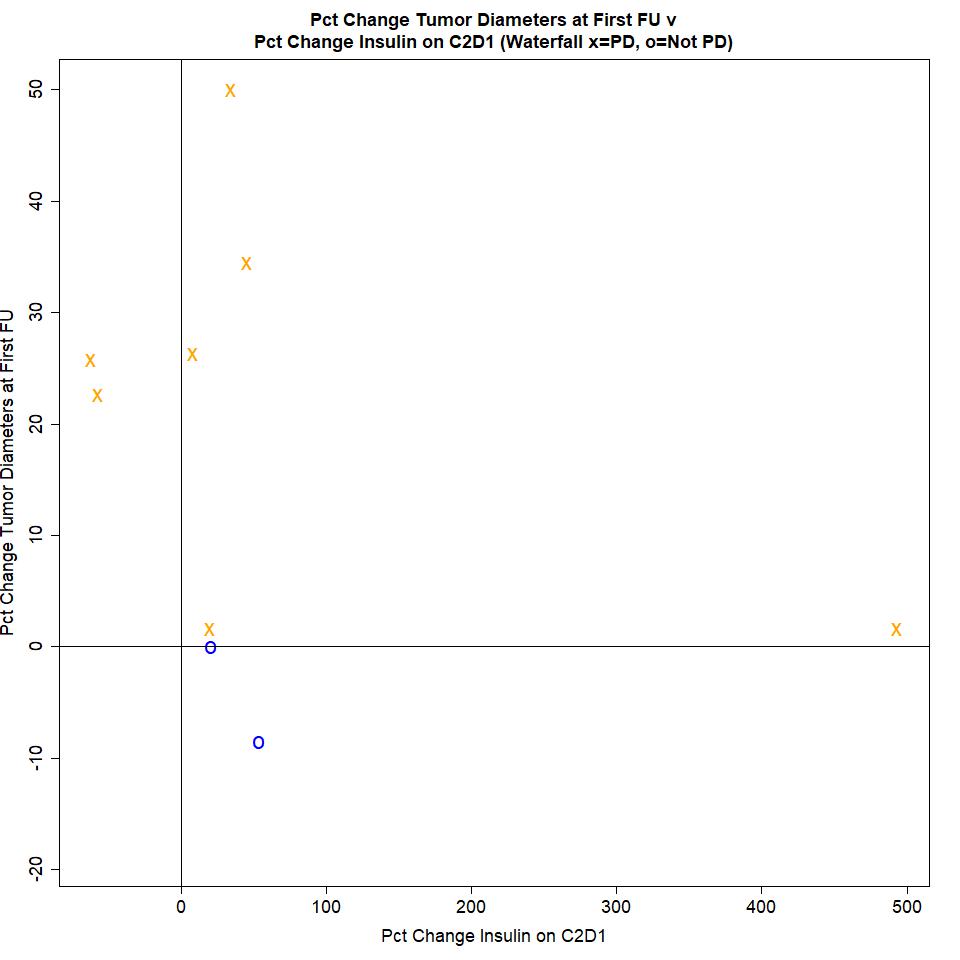 Pct Change Tumor Diameters at First FU v
Pct Change Insulin on C2D1 (Waterfall x=PD, o=Not PD)
Pct Change Tumor Diameters at First FU
50
40
30
20
10
0
-10
-20
X
X
X
X
X
X
X
O
O
0 100 200 300 400 500
Pct Change Insulin on C2D1